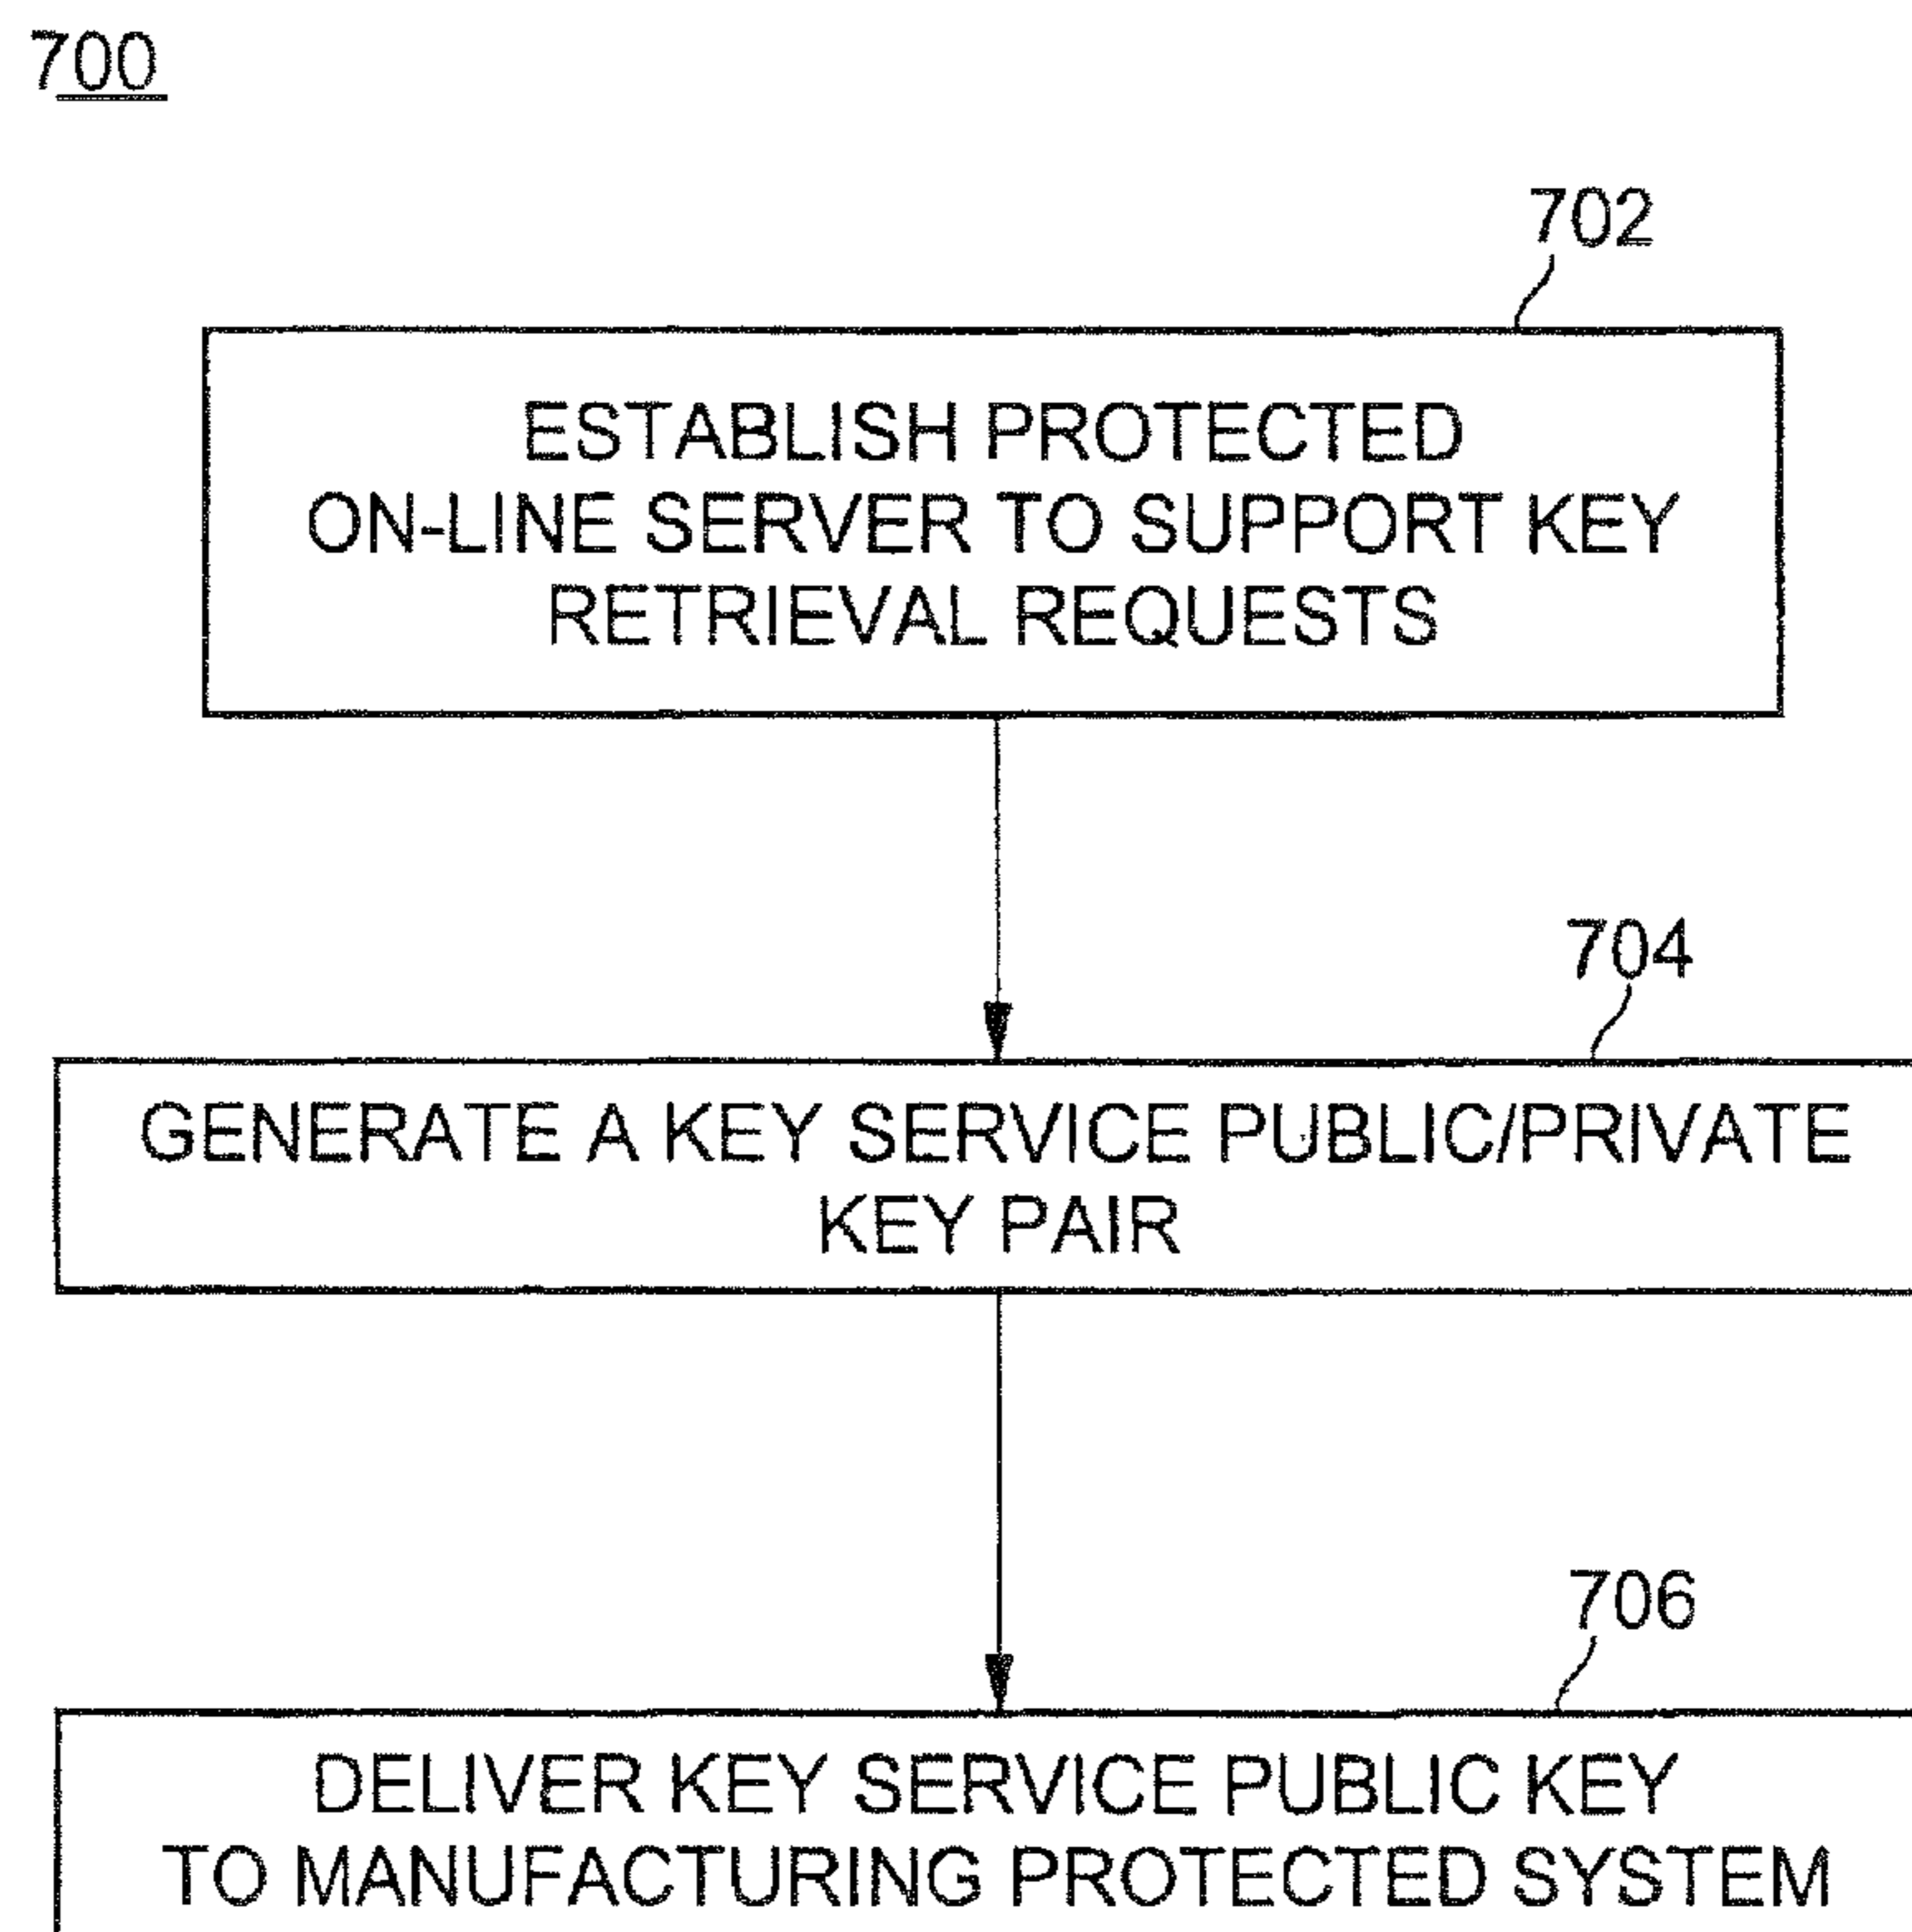 700
702
ESTABLISH PROTECTED
ON-LINE SERVER TO SUPPORT KEY
RETRIEVAL REQUESTS
704
GENERATE A KEY SERVICE PUBLIC/PRIVATE
KEY PAIR
706
DELIVER KEY SERVICE PUBLIC KEY
TO MANUFACTURING PROTECTED SYSTEM